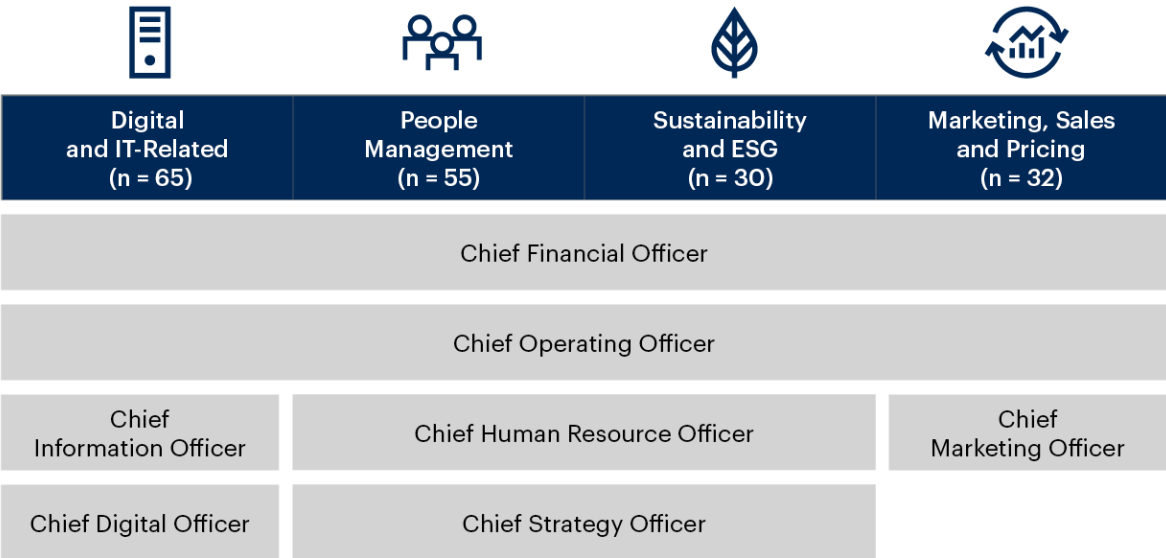 Digital
and IT-Related
(n = 65)
People
Management
(n = 55)
Sustainability
and ESG
(n = 30)
Marketing, Sales
and Pricing
(n = 32)
Chief Financial Officer
Chief Operating Officer
Chief
Information Officer
Chief Human Resource Officer
Chief
Marketing Officer
Chief Digital Officer
Chief Strategy Officer